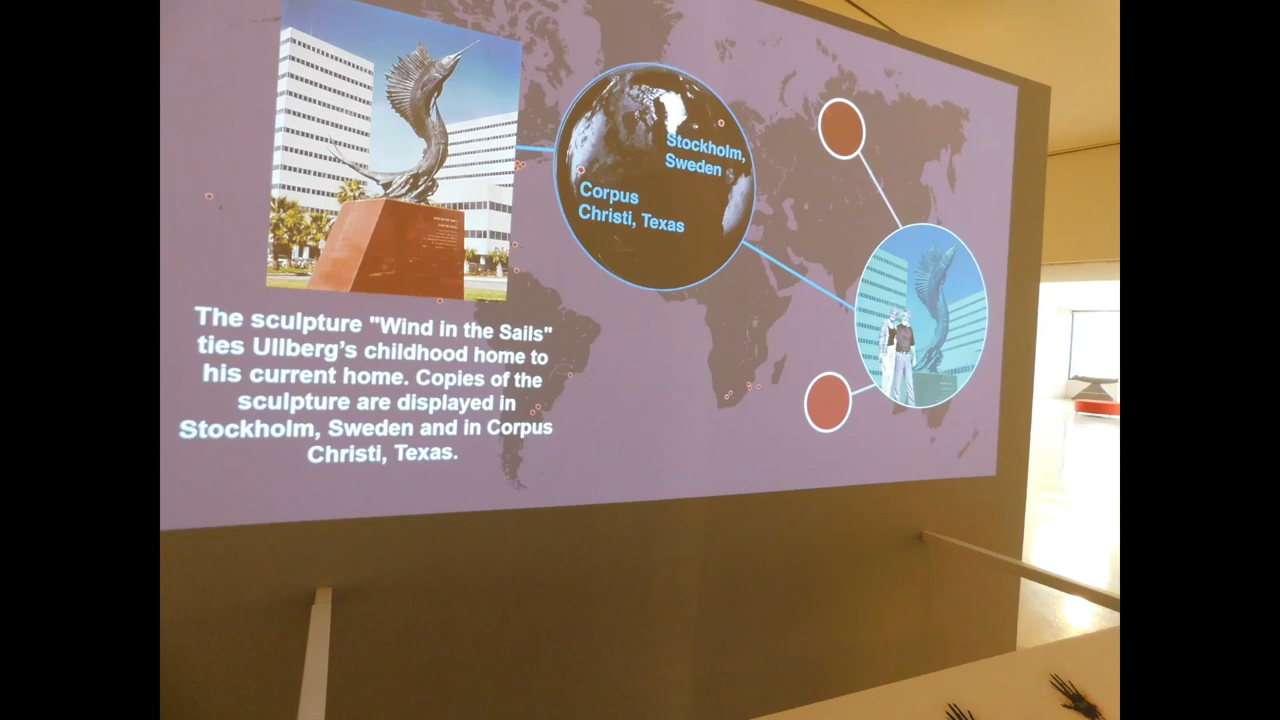 The sculpture "Wind in the Sails"
ties Ullberg’s childhood home to
his current home. Copies of the
sculpture are displayed in
Stockholm, Sweden and in Corpus
Christi, Texas.
Stockholm,
Sweden
Corpus
Christi, Texas